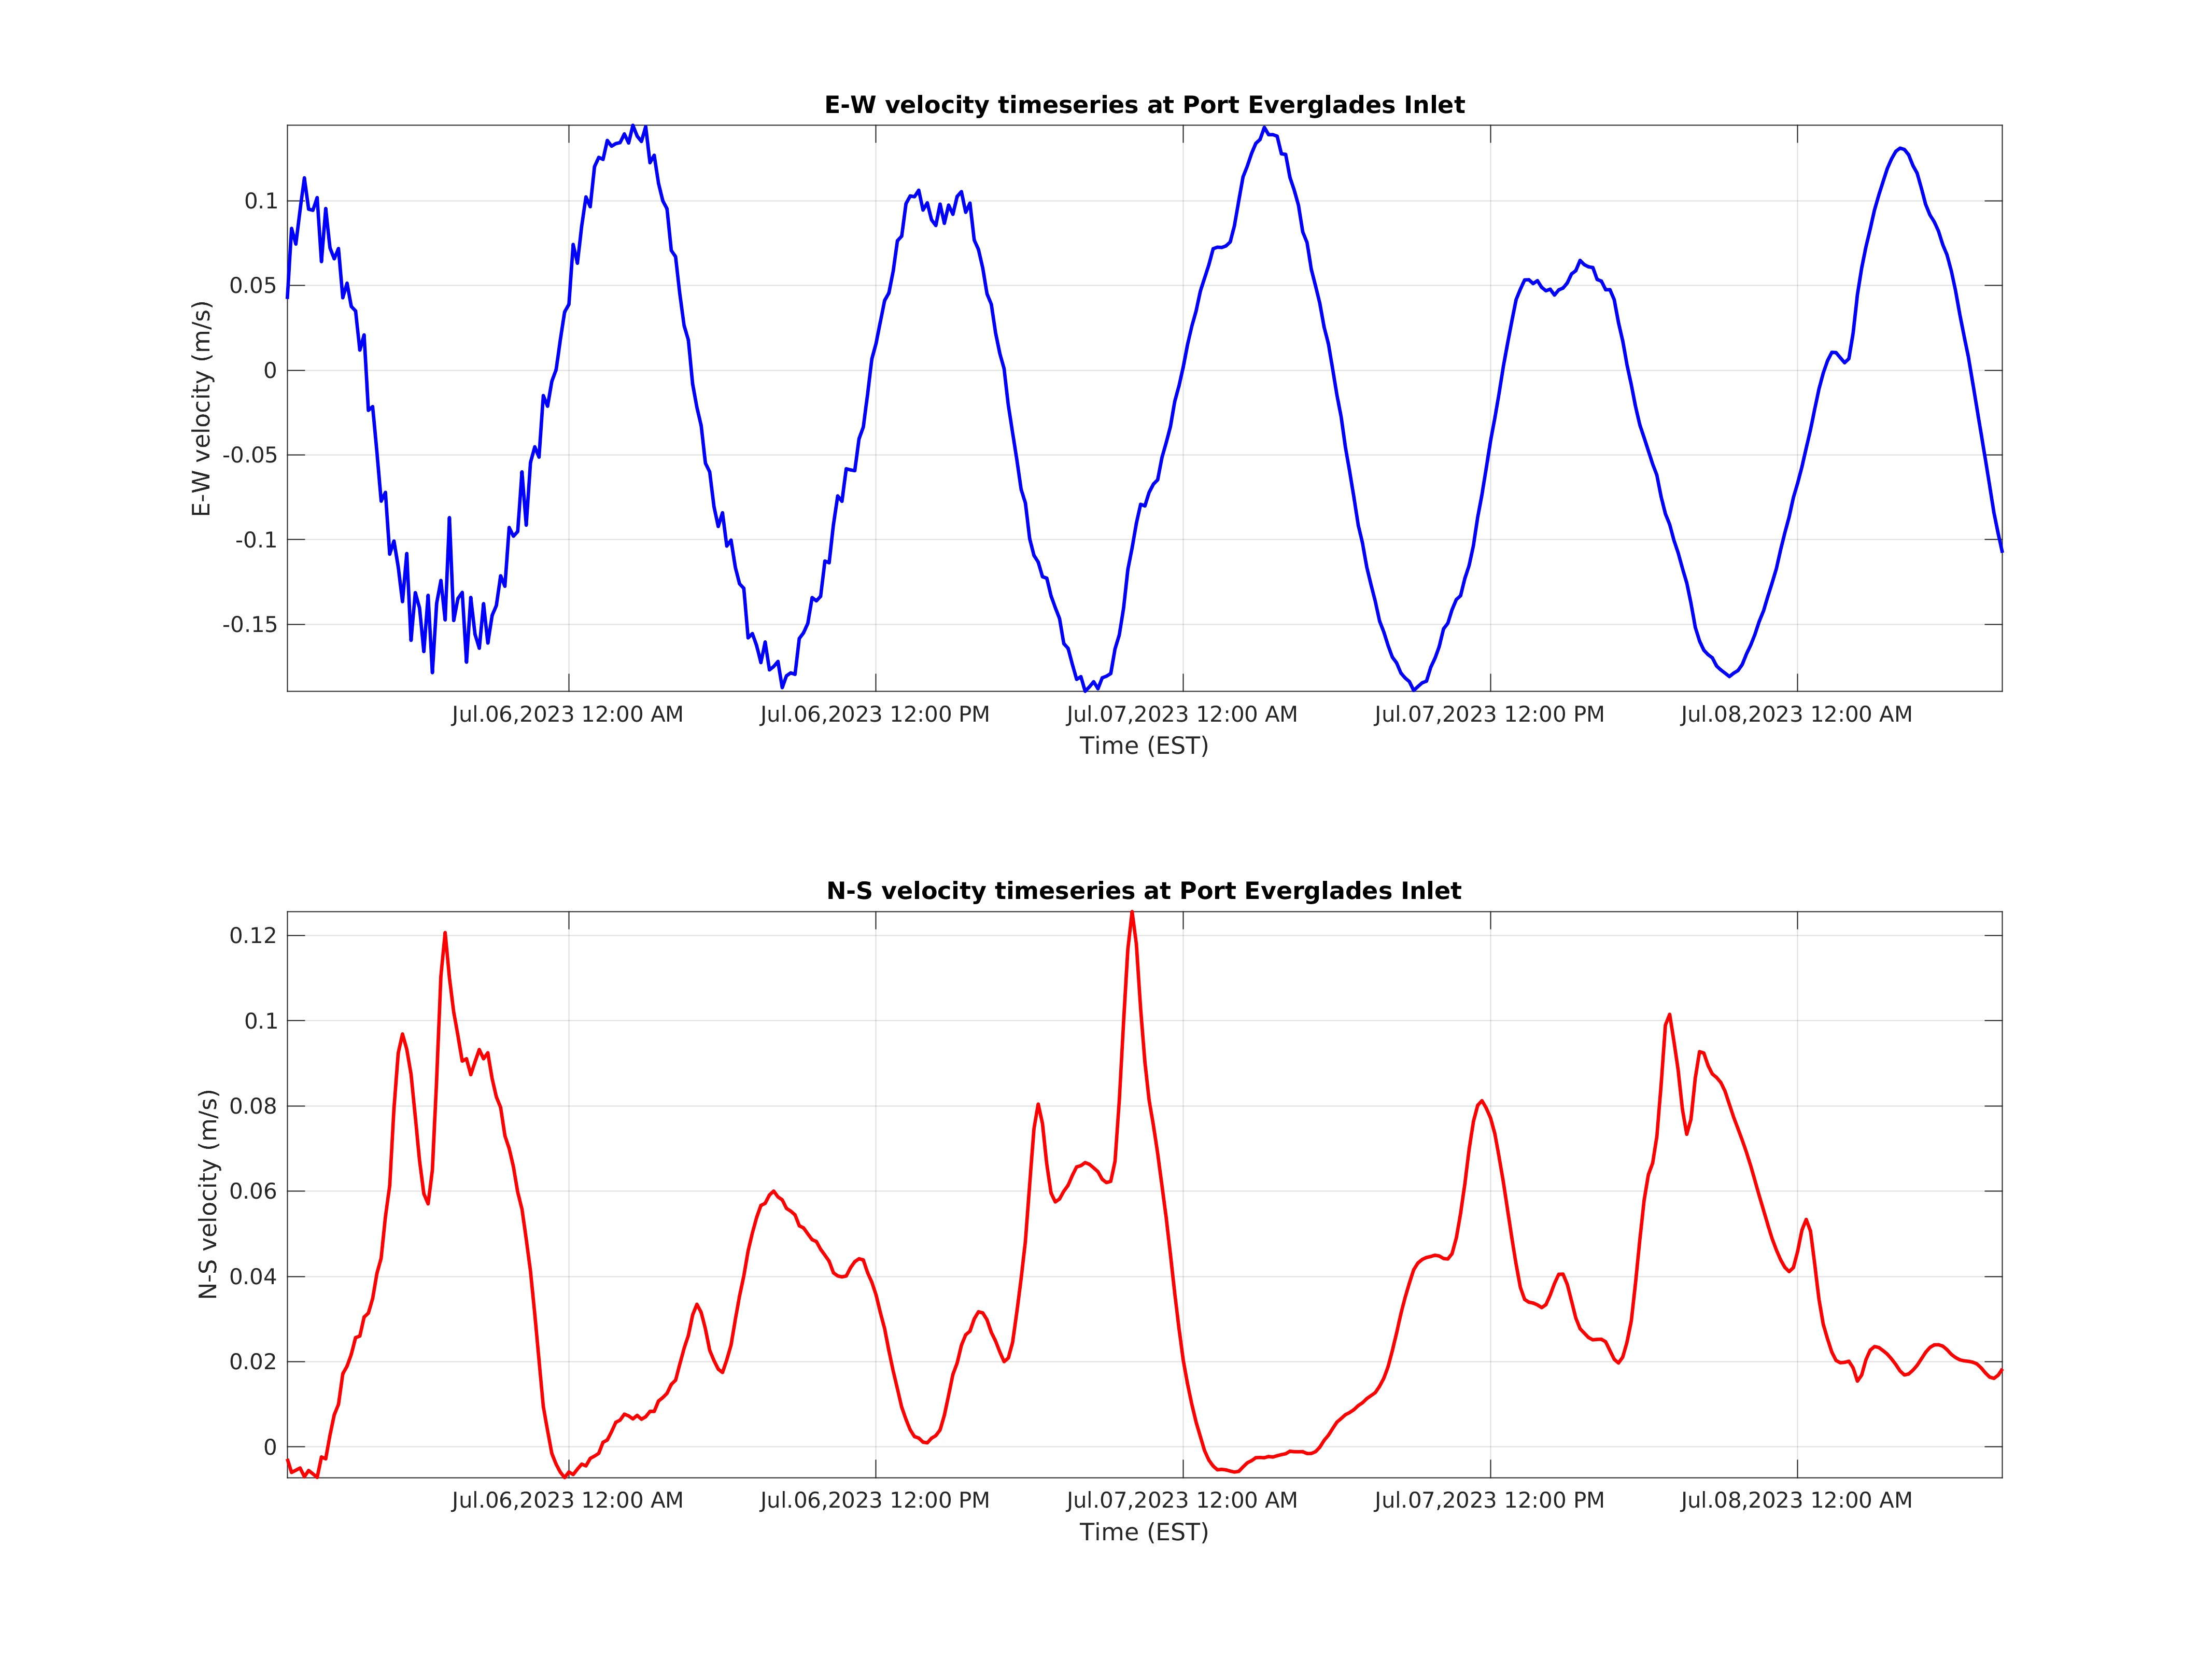 E-W velocity timeseries at Port Everglades Inlet
E-W velocity (m/s)
0.1
0.05
0
-0.05
-0.1
-0.15
Jul.06,2023 12:00 AM Jul.06,2023 12:00 PM Jul.07,2023 12:00 AM Jul.07,2023 12:00 PM Jul.08,2023 12:00 AM
Time (EST)
N-S velocity timeseries at Port Everglades Inlet
N-S velocity (m/s)
0.12
0.1
0.08
0.06
0.04
0.02
0
Jul.06,2023 12:00 AM Jul.06,2023 12:00 PM Jul.07,2023 12:00 AM Jul.07,2023 12:00 PM Jul.08,2023 12:00 AM
Time (EST)